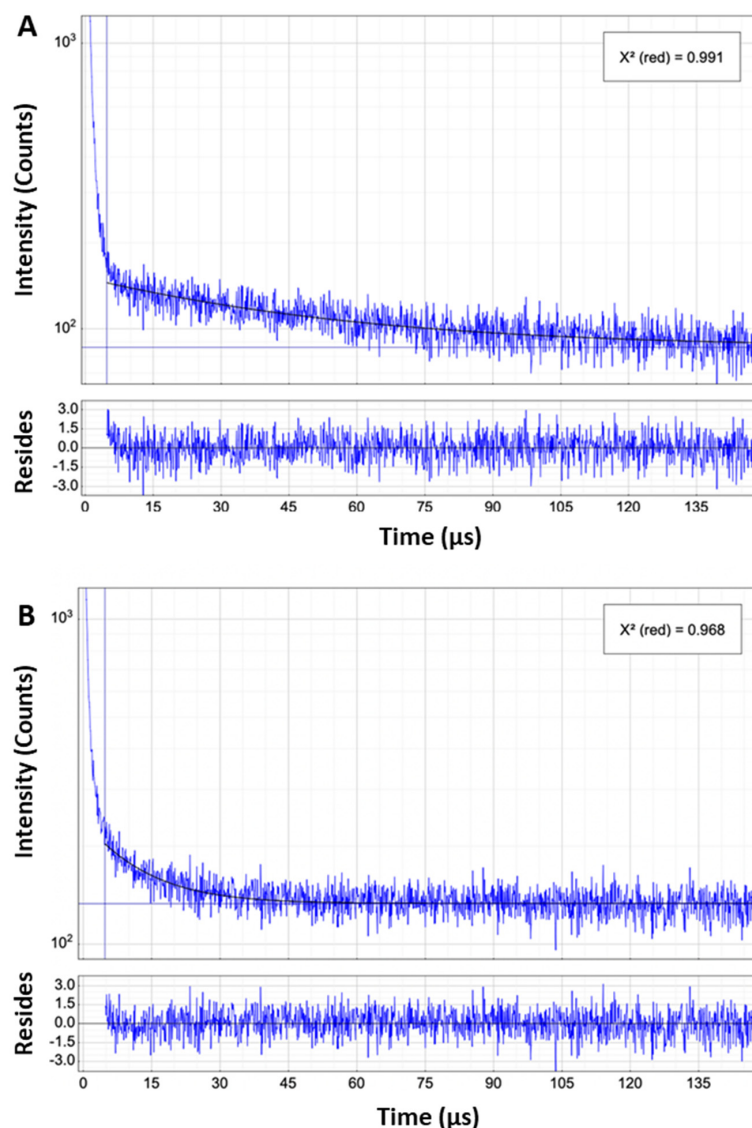 A
10³
X² (red) = 0.991
Intensity (Counts)
10²
3.0
1.5
0.0
-1.5
-3.0
Resides
0 15 30 45 60 75 90 105 120 135
Time (µs)
B
10³
X² (red) = 0.968
Intensity (Counts)
10²
3.0
1.5
0.0
-1.5
-3.0
Resides
0 15 30 45 60 75 90 105 120 135
Time (µs)